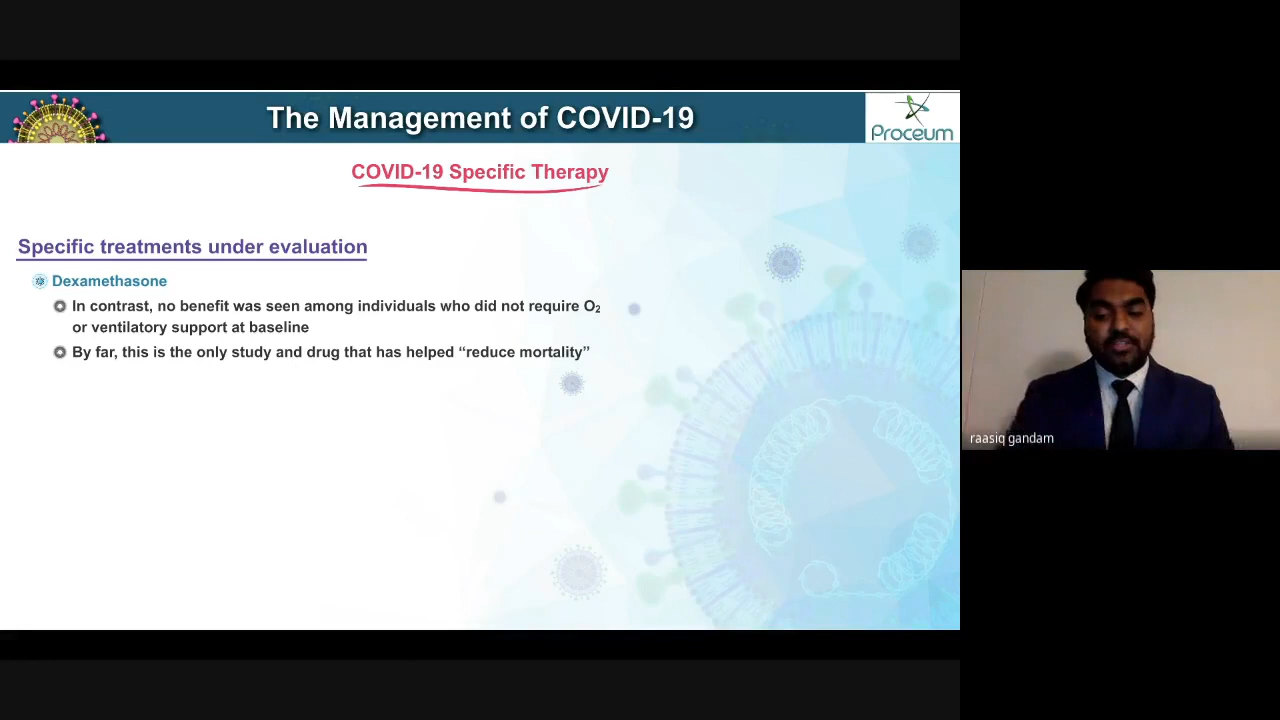 The Management of COVID-19
Proceum
COVID-19 Specific Therapy
Specific treatments under evaluation
Dexamethasone
In contrast, no benefit was seen among individuals who did not require O₂
or ventilatory support at baseline
By far, this is the only study and drug that has helped “reduce mortality”
raasiq gandam